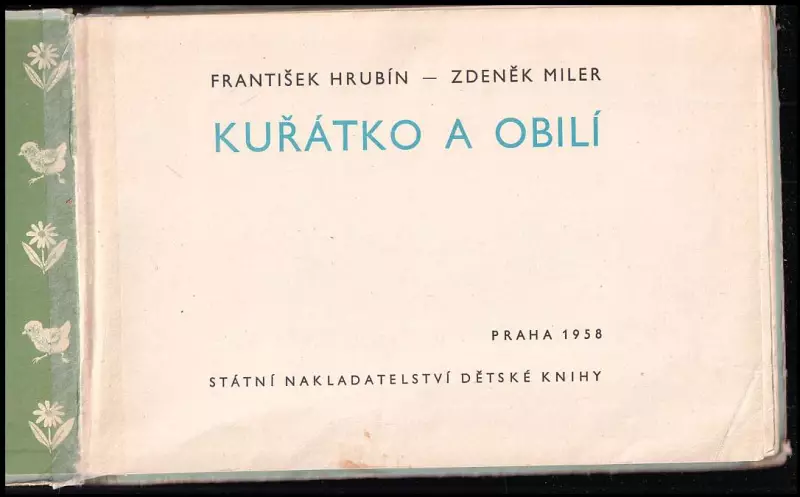 FRANTIŠEK HRUBÍN — ZDENĚK MILER
KUŘÁTKO A OBILÍ
PRAHA 1958
STÁTNÍ NAKLADATELSTVÍ DĚTSKÉ KNIHY